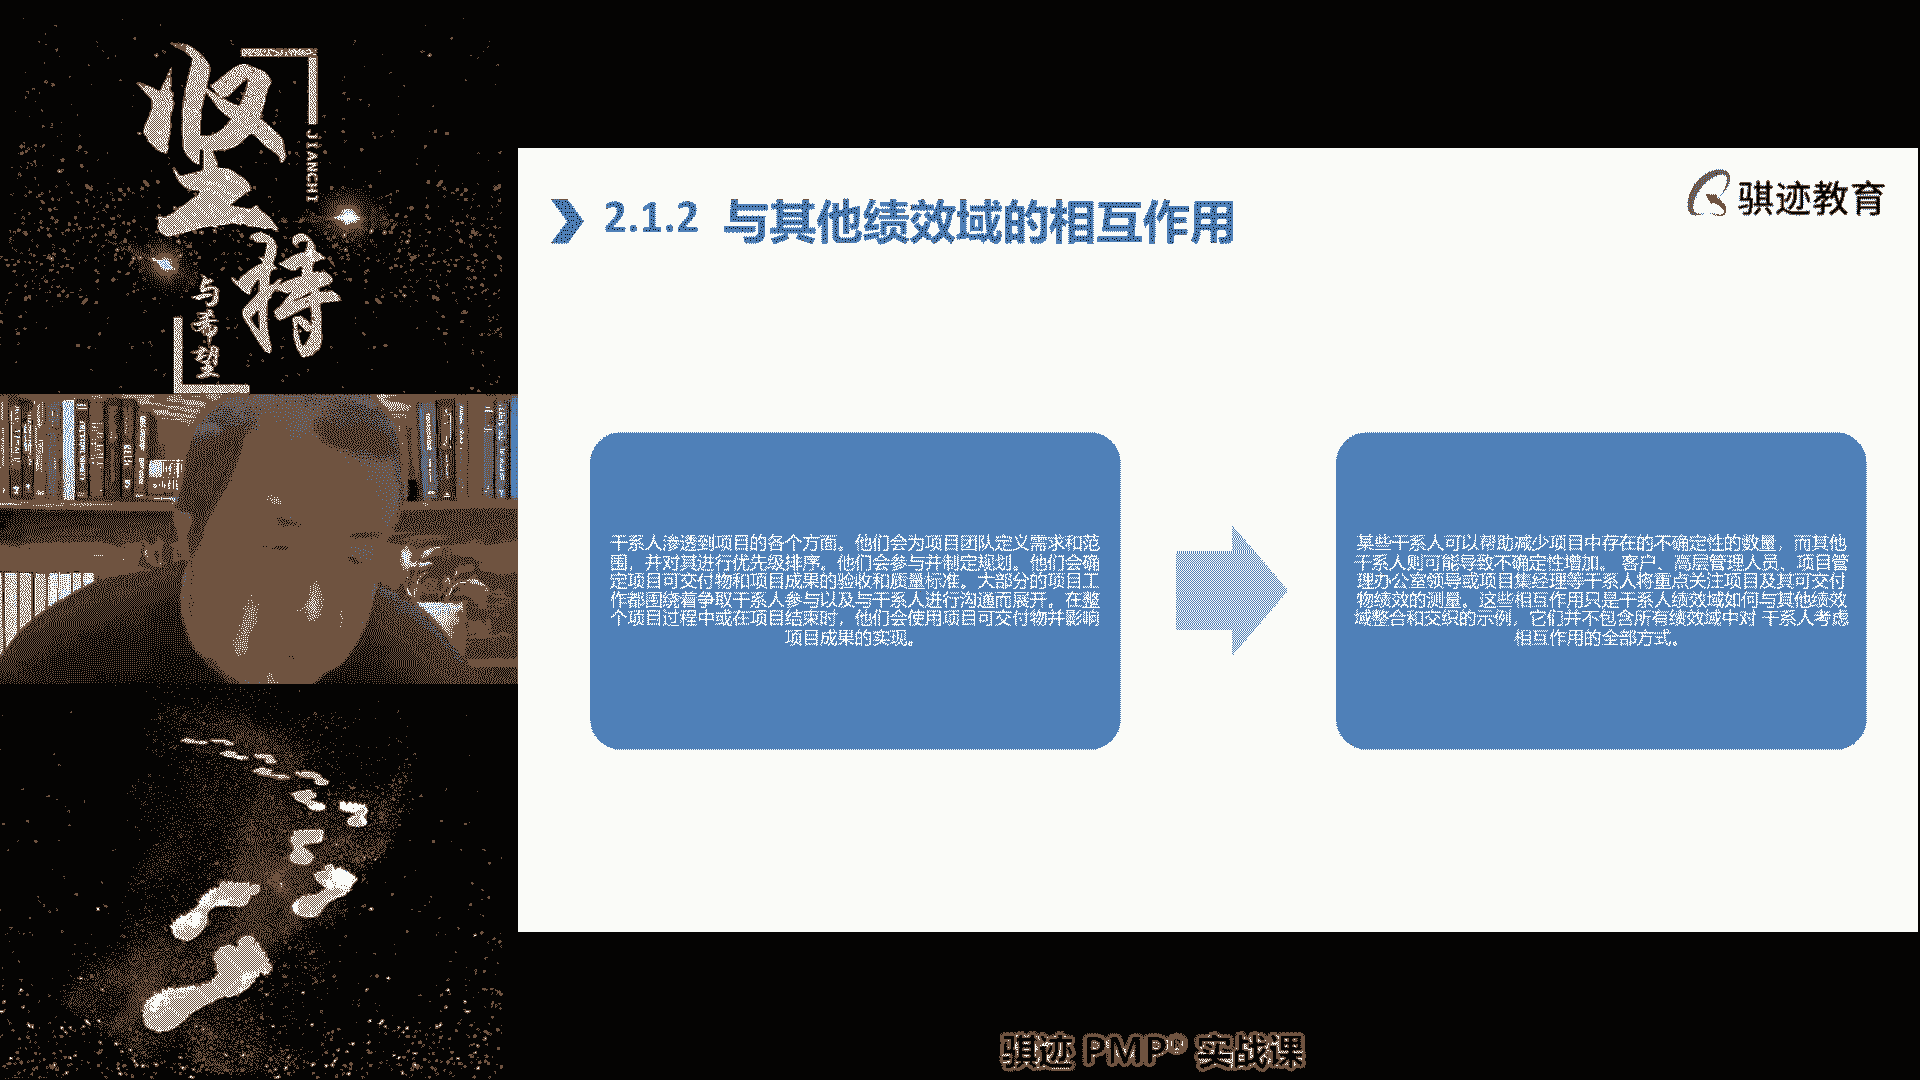 坚持
JIANCHI
与希望
2.1.2 与其他绩效域的相互作用
骐迹教育
干系人渗透到项目的各个方面。他们会为项目团队定义需求和范
围，并对其进行优先级排序。他们会参与并制定规划。他们会确
定项目可交付物和项目成果的验收和质量标准。大部分的项目工
作都围绕着争取干系人参与以及与干系人进行沟通而展开。在整
个项目过程中或在项目结束时，他们会使用项目可交付物并影响
项目成果的实现。
某些干系人可以帮助减少项目中存在的不确定性的数量，而其他
干系人则可能导致不确定性增加。 客户、高层管理人员、项目管
理办公室领导或项目集经理等干系人将重点关注项目及其可交付
物绩效的测量。这些相互作用只是干系人绩效域如何与其他绩效
域整合和交织的示例，它们并不包含所有绩效域中对 干系人考虑
相互作用的全部方式。
骐迹 PMP® 实战课